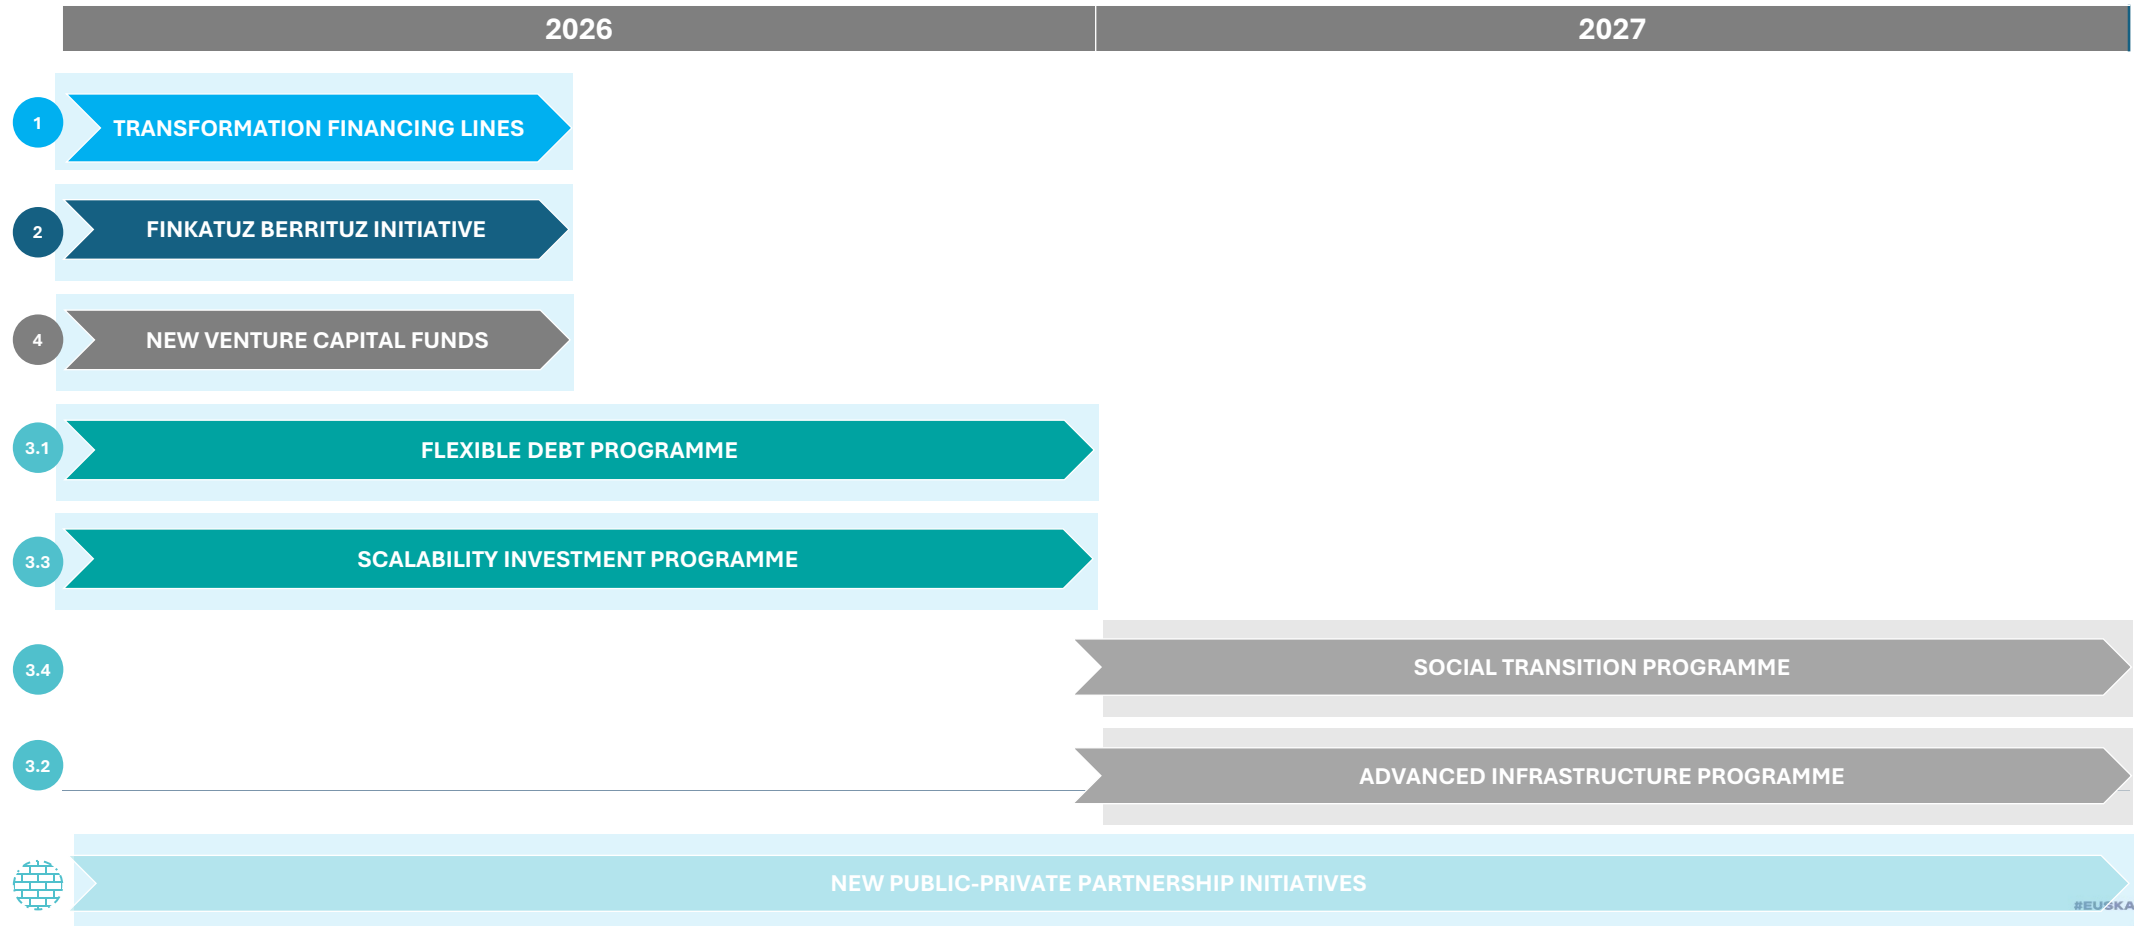 2026
2027
1
TRANSFORMATION FINANCING LINES
2
FINKATUZ BERRITUZ INITIATIVE
4
NEW VENTURE CAPITAL FUNDS
3.1
FLEXIBLE DEBT PROGRAMME
3.3
SCALABILITY INVESTMENT PROGRAMME
3.4
SOCIAL TRANSITION PROGRAMME
3.2
ADVANCED INFRASTRUCTURE PROGRAMME
NEW PUBLIC-PRIVATE PARTNERSHIP INITIATIVES
#EUSKA